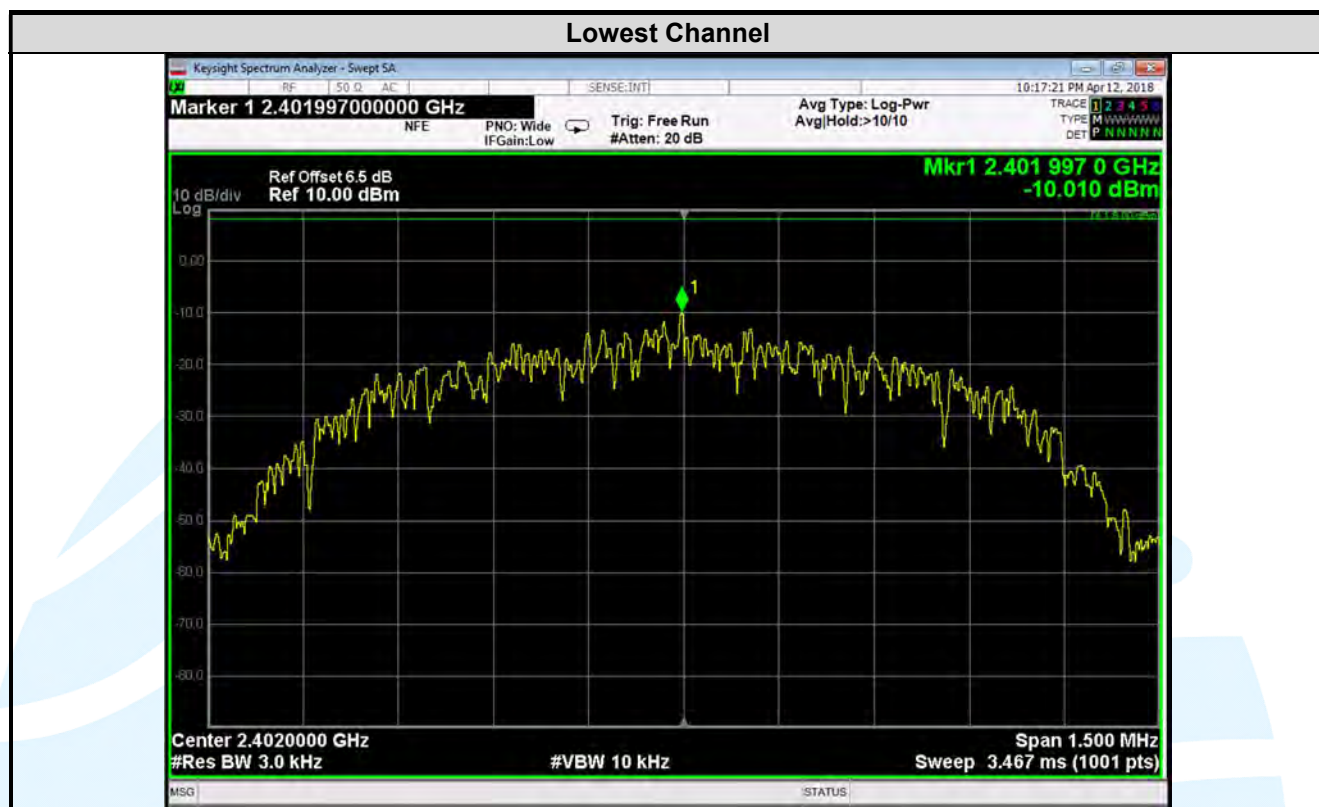 Lowest Channel
Keysight Spectrum Analyzer - Swept SA
LXI RF 50 Ω AC SENSE:INT 10:17:21 PM Apr 12, 2018
Marker 1 2.401997000000 GHz Avg Type: Log-Pwr TRACE 1 2 3 4 5 6
NFE PNO: Wide Trig: Free Run Avg|Hold:>10/10 TYPE M WWWWW
IFGain:Low #Atten: 20 dB DET P N N N N N
Mkr1 2.401 997 0 GHz
Ref Offset 6.5 dB
10 dB/div Ref 10.00 dBm -10.010 dBm
Log
0.00
1
-10.0
-20.0
-30.0
-40.0
-50.0
-60.0
-70.0
-80.0
Center 2.4020000 GHz Span 1.500 MHz
#Res BW 3.0 kHz #VBW 10 kHz Sweep 3.467 ms (1001 pts)
MSG STATUS